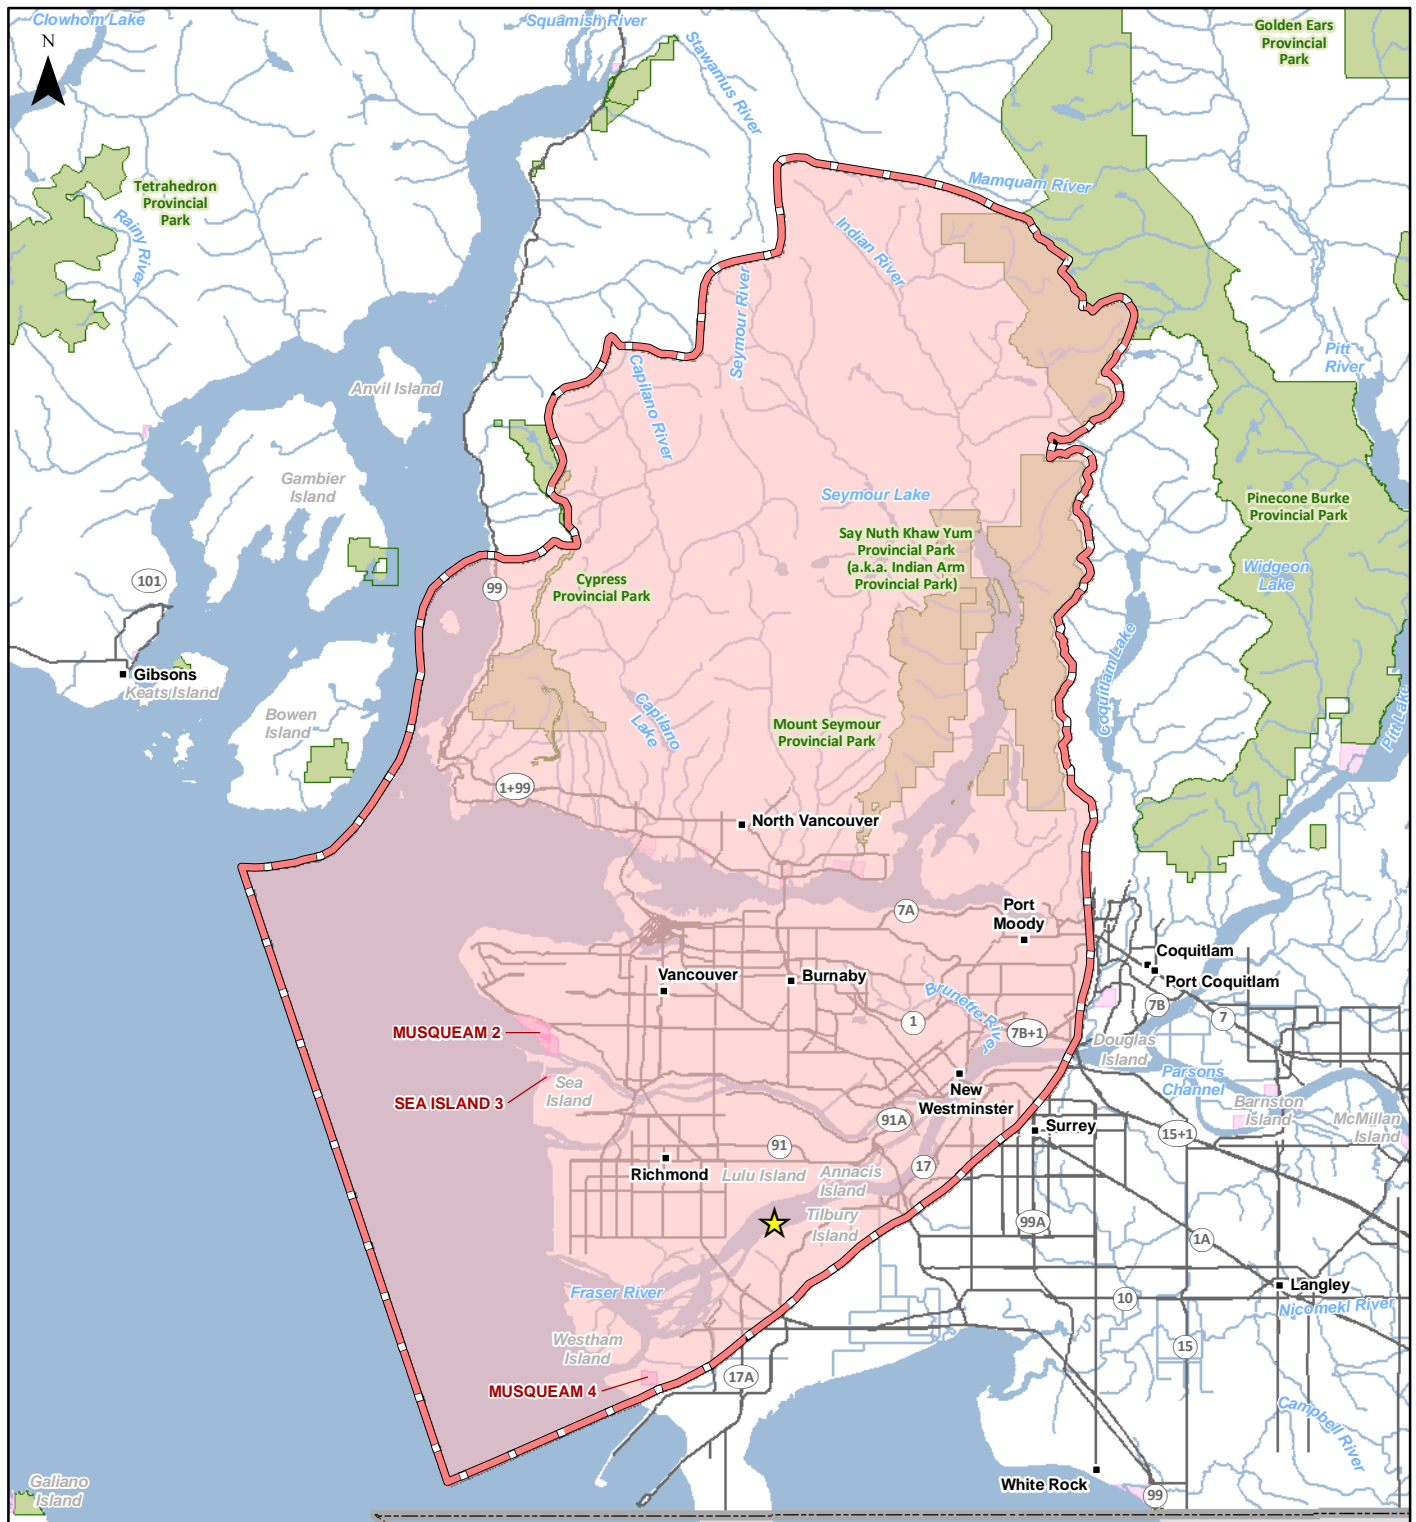 Clowhom Lake
Squamish River
Golden Ears
Provincial
Park
N
Stawamus River
Tetrahedron
Provincial
Park
Rainy River
Mamquam River
Indian River
Seymour River
Capilano River
Pitt
River
Anvil Island
Gambier
Island
Seymour Lake
Pinecone Burke
Provincial Park
Say Nuth Khaw Yum
Provincial Park
(a.k.a. Indian Arm
Provincial Park)
Widgeon
Lake
101
99
Cypress
Provincial Park
Coquitlam Lake
Gibsons
Keats Island
Bowen
Island
Capilano
Lake
Mount Seymour
Provincial Park
Pitt Lake
1+99
North Vancouver
7A
Port
Moody
Coquitlam
Port Coquitlam
Vancouver
Burnaby
Brunette River
7B
7
1
7B+1
MUSQUEAM 2
Douglas
Island
Parsons
Channel
SEA ISLAND 3
Sea
Island
New
Westminster
Barnston
Island
McMillan
Island
91A
Surrey
15+1
91
17
Richmond
Lulu Island
Annacis
Island
Tilbury
Island
99A
1A
Fraser River
Langley
10
Nicomekl River
Westham
Island
15
17A
MUSQUEAM 4
Campbell River
Galiano
Island
White Rock
99